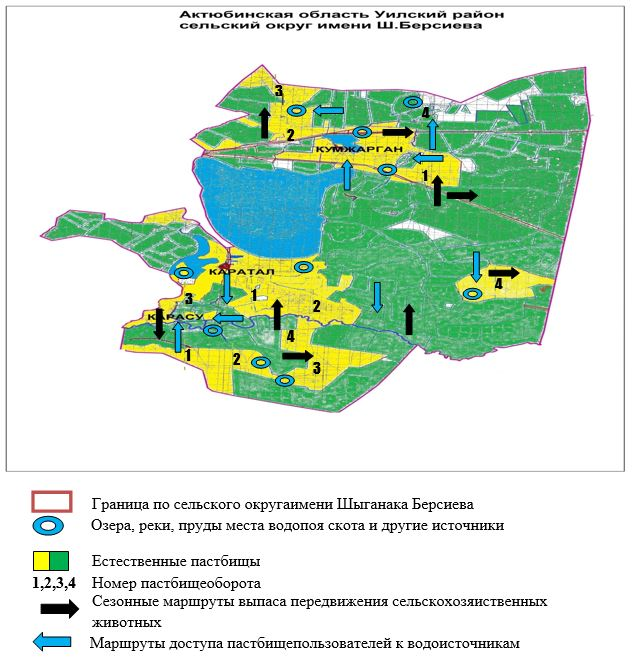 Актюбинская область Уилский район
сельский округ имени Ш.Берсиева
3
4
2
КУМЖАРГАН
1
КАРАТАЛ
4
3
1
2
КАРАСУ
4
1
2
3
Граница по сельского округаимени Шыганака Берсиева
Озера, реки, пруды места водопоя скота и другие источники
Естественные пастбищы
1,2,3,4 Номер пастбищеоборота
Сезонные маршруты выпаса передвижения сельскохозяиственных
животных
Маршруты доступа пастбищепользователей к водоисточникам